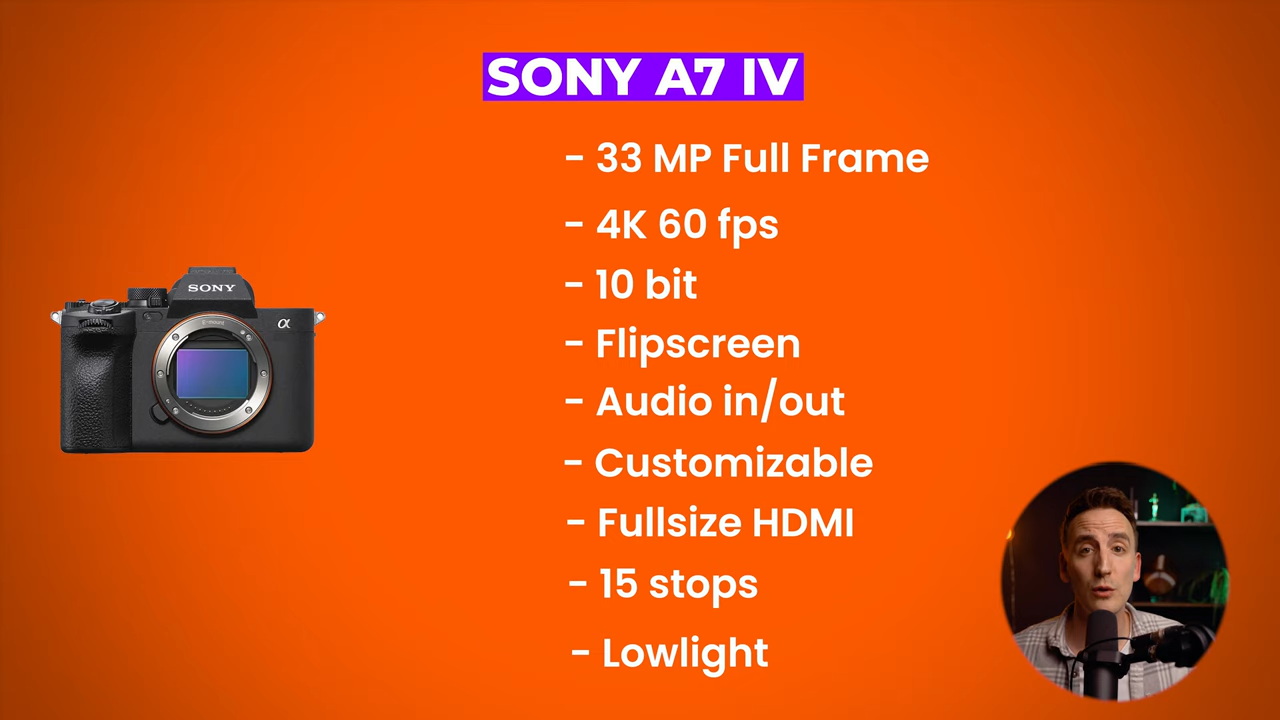 SONY A7 IV
- 33 MP Full Frame
- 4K 60 fps
- 10 bit
- Flipscreen
- Audio in/out
- Customizable
- Fullsize HDMI
- 15 stops
- Lowlight
SONY
α
E-mount